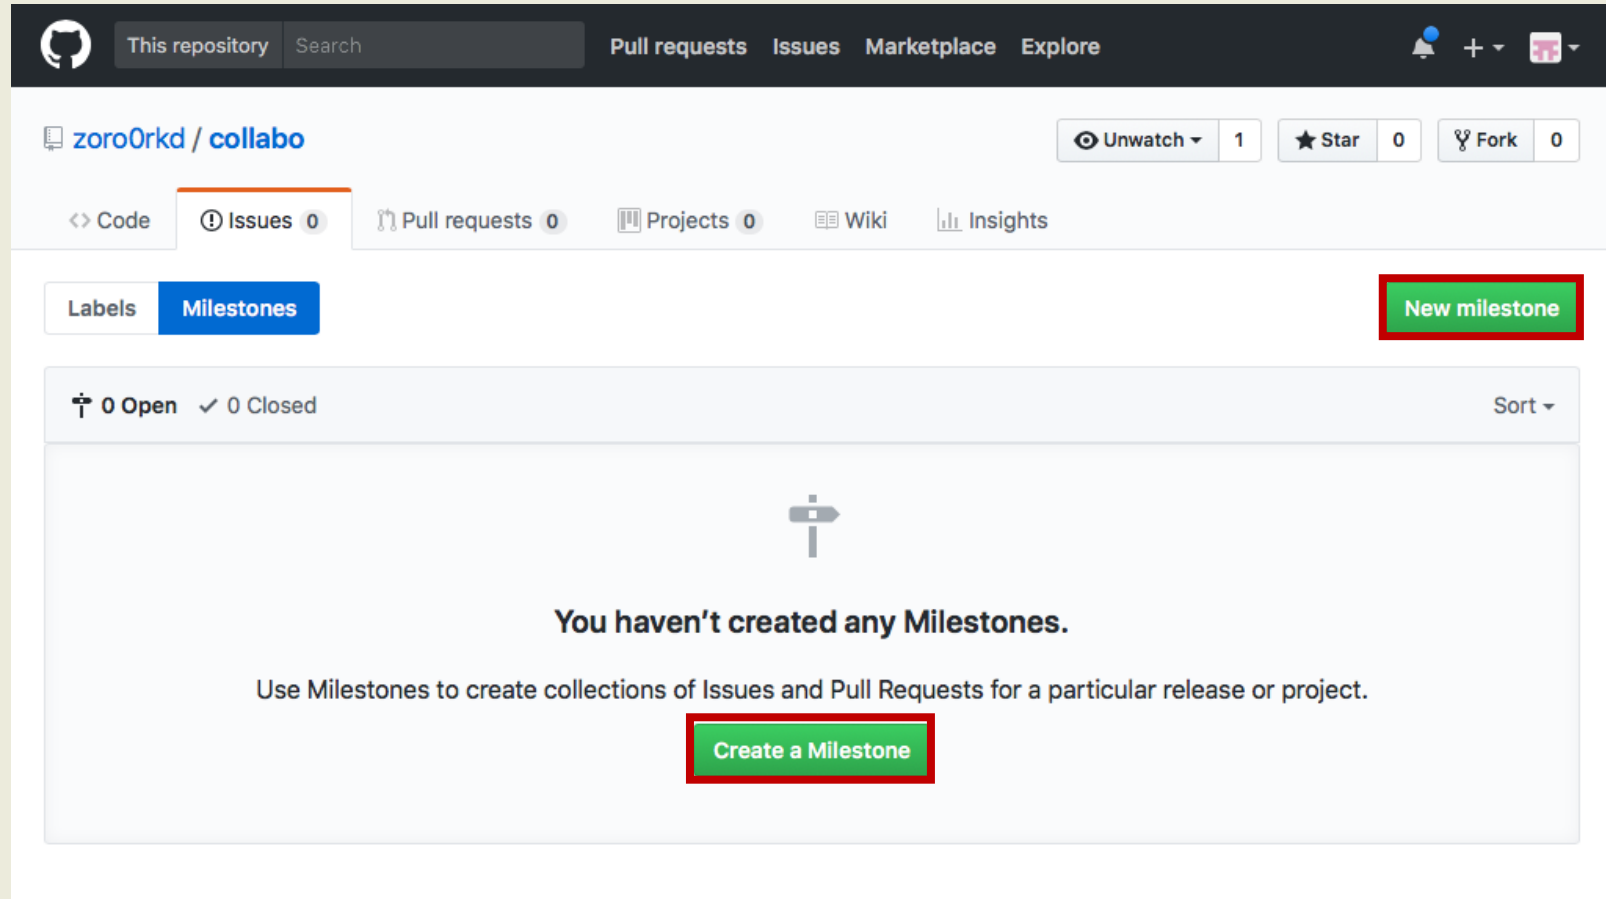 This repository Search Pull requests Issues Marketplace Explore
zoro0rkd / collabo Unwatch 1 Star 0 Fork 0
Code Issues 0 Pull requests 0 Projects 0 Wiki Insights
Labels Milestones New milestone
0 Open 0 Closed Sort
You haven’t created any Milestones.
Use Milestones to create collections of Issues and Pull Requests for a particular release or project.
Create a Milestone